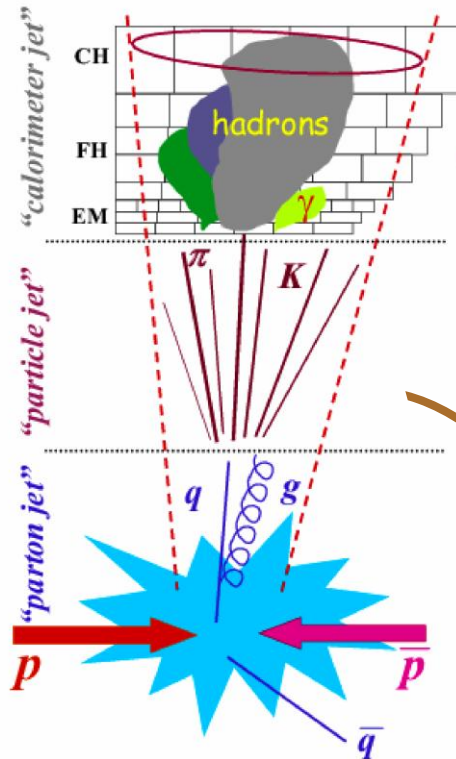 "calorimeter jet"
CH
FH
EM
hadrons
γ
"particle jet"
π
K
"parton jet"
q
g
p
p̅
q̅